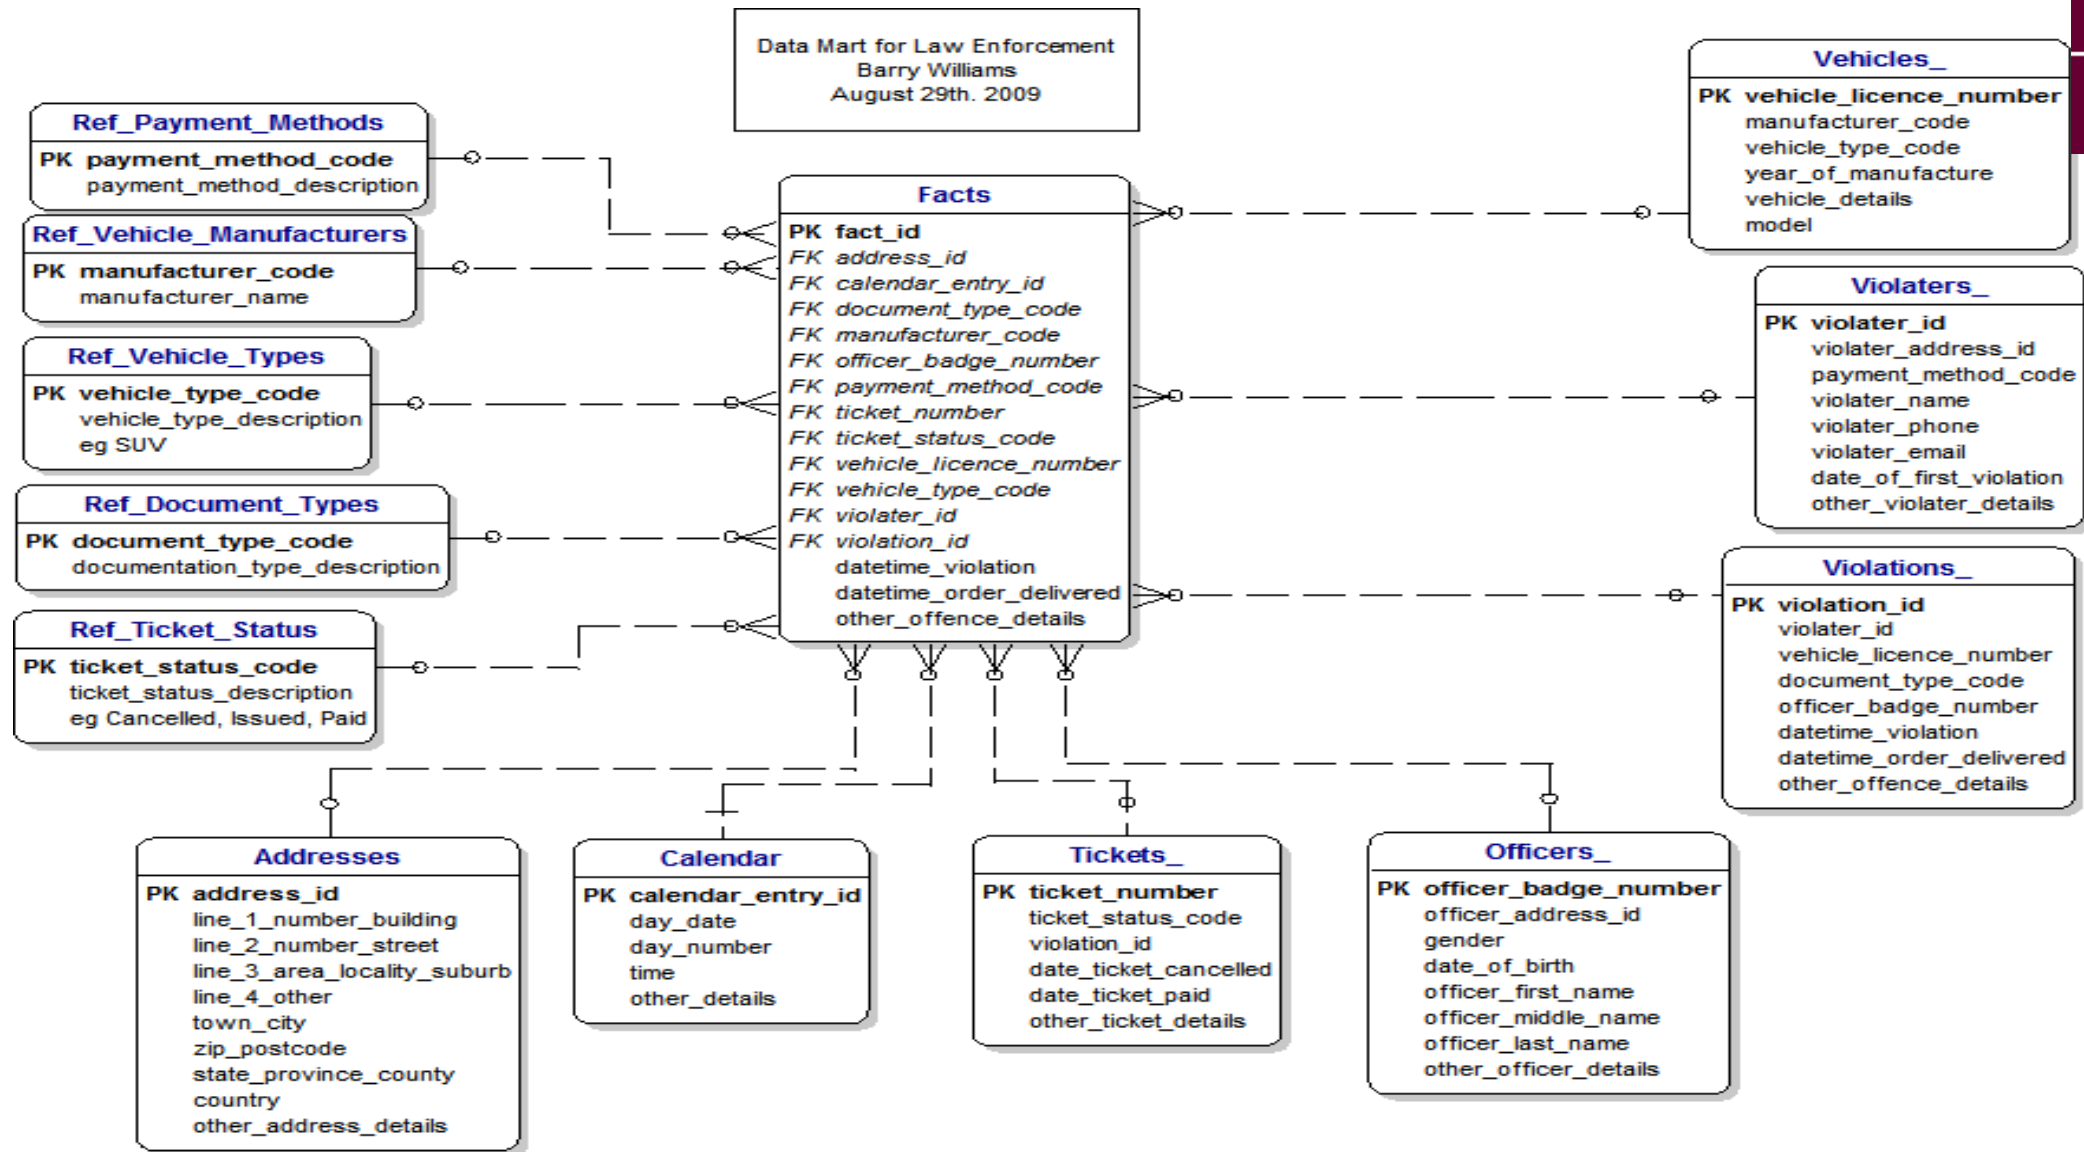 Data Mart for Law Enforcement
Barry Williams
August 29th. 2009
Ref_Payment_Methods
PK payment_method_code
payment_method_description
Ref_Vehicle_Manufacturers
PK manufacturer_code
manufacturer_name
Ref_Vehicle_Types
PK vehicle_type_code
vehicle_type_description
eg SUV
Ref_Document_Types
PK document_type_code
documentation_type_description
Ref_Ticket_Status
PK ticket_status_code
ticket_status_description
eg Cancelled, Issued, Paid
Facts
PK fact_id
FK address_id
FK calendar_entry_id
FK document_type_code
FK manufacturer_code
FK officer_badge_number
FK payment_method_code
FK ticket_number
FK ticket_status_code
FK vehicle_licence_number
FK vehicle_type_code
FK violater_id
FK violation_id
datetime_violation
datetime_order_delivered
other_offence_details
Vehicles_
PK vehicle_licence_number
manufacturer_code
vehicle_type_code
year_of_manufacture
vehicle_details
model
Violaters_
PK violater_id
violater_address_id
payment_method_code
violater_name
violater_phone
violater_email
date_of_first_violation
other_violater_details
Violations_
PK violation_id
violater_id
vehicle_licence_number
document_type_code
officer_badge_number
datetime_violation
datetime_order_delivered
other_offence_details
Addresses
PK address_id
line_1_number_building
line_2_number_street
line_3_area_locality_suburb
line_4_other
town_city
zip_postcode
state_province_county
country
other_address_details
Calendar
PK calendar_entry_id
day_date
day_number
time
other_details
Tickets_
PK ticket_number
ticket_status_code
violation_id
date_ticket_cancelled
date_ticket_paid
other_ticket_details
Officers_
PK officer_badge_number
officer_address_id
gender
date_of_birth
officer_first_name
officer_middle_name
officer_last_name
other_officer_details